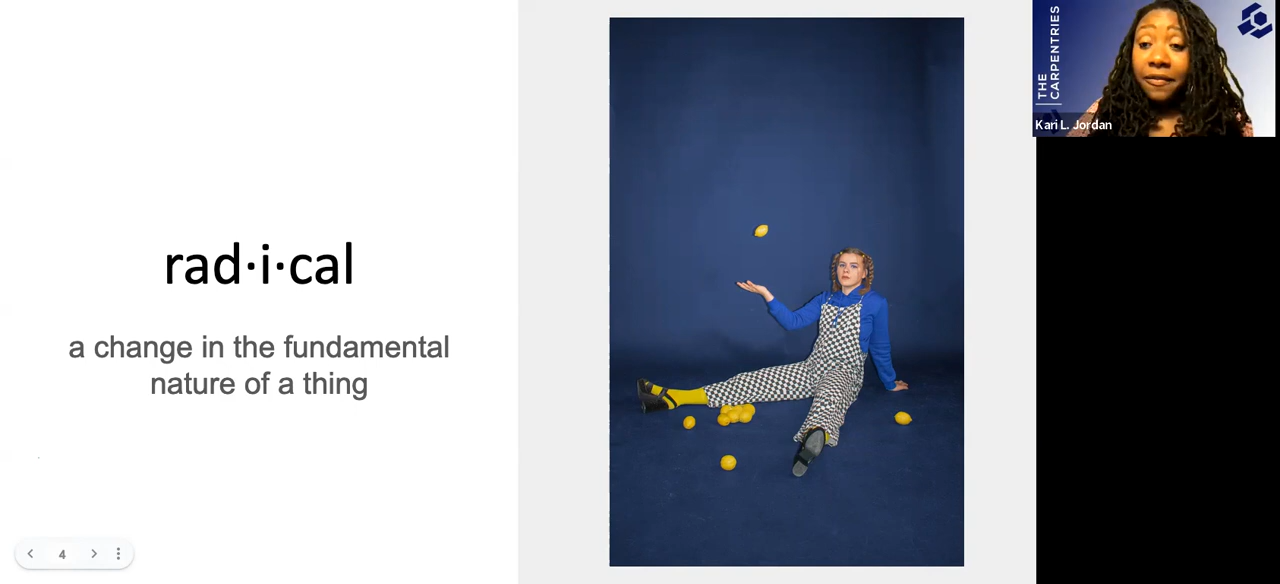 rad·i·cal
a change in the fundamental
nature of a thing
4
THE
CARPENTRIES
Kari L. Jordan